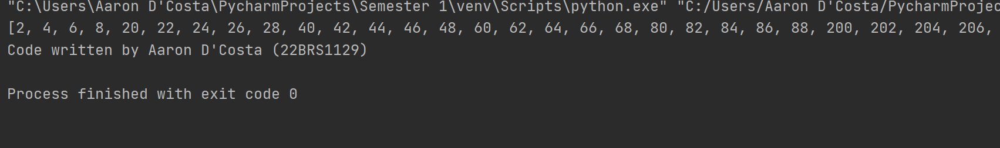 "C:\Users\Aaron D'Costa\PycharmProjects\Semester 1\venv\Scripts\python.exe" "C:/Users/Aaron D'Costa/PycharmProjec
[2, 4, 6, 8, 20, 22, 24, 26, 28, 40, 42, 44, 46, 48, 60, 62, 64, 66, 68, 80, 82, 84, 86, 88, 200, 202, 204, 206,
Code written by Aaron D'Costa (22BRS1129)
Process finished with exit code 0